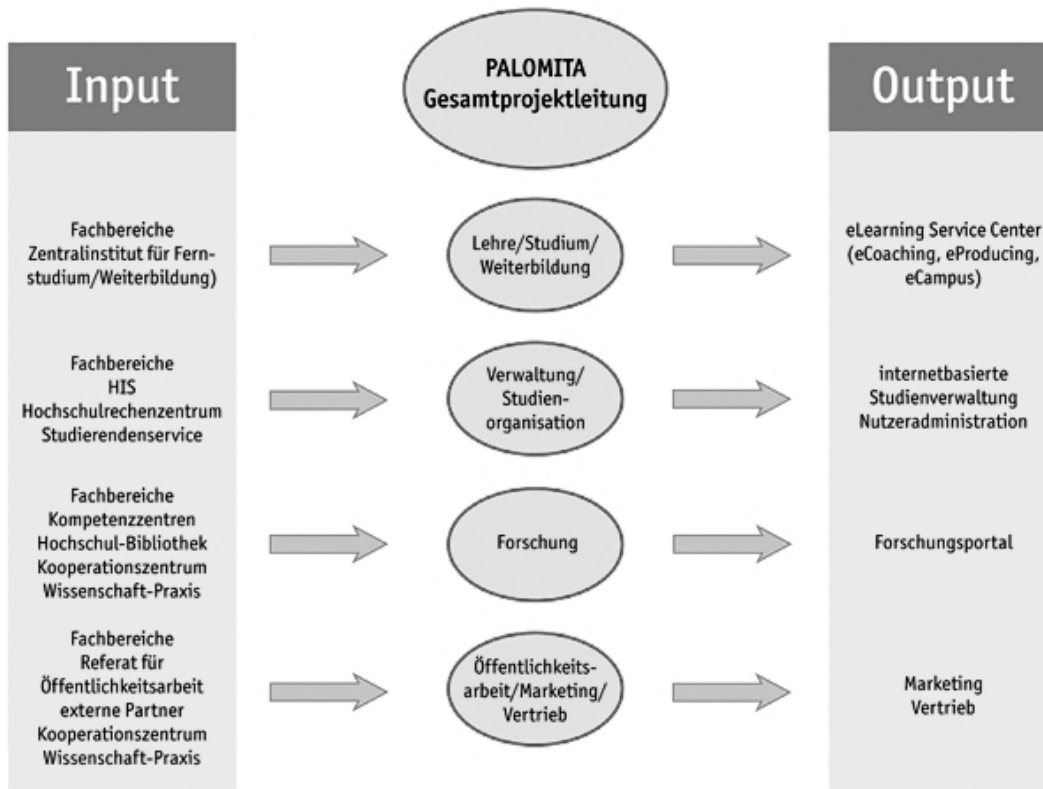 Input
PALOMITA
Gesamtprojektleitung
Output
Fachbereiche
Zentralinstitut für Fern-
studium/Weiterbildung)
Lehre/Studium/
Weiterbildung
eLearning Service Center
(eCoaching, eProducing,
eCampus)
Fachbereiche
HIS
Hochschulrechenzentrum
Studierendenservice
Verwaltung/
Studien-
organisation
internetbasierte
Studienverwaltung
Nutzeradministration
Fachbereiche
Kompetenzzentren
Hochschul-Bibliothek
Kooperationszentrum
Wissenschaft-Praxis
Forschung
Forschungsportal
Fachbereiche
Referat für
Öffentlichkeitsarbeit
externe Partner
Kooperationszentrum
Wissenschaft-Praxis
Öffentlichkeits-
arbeit/Marketing/
Vertrieb
Marketing
Vertrieb